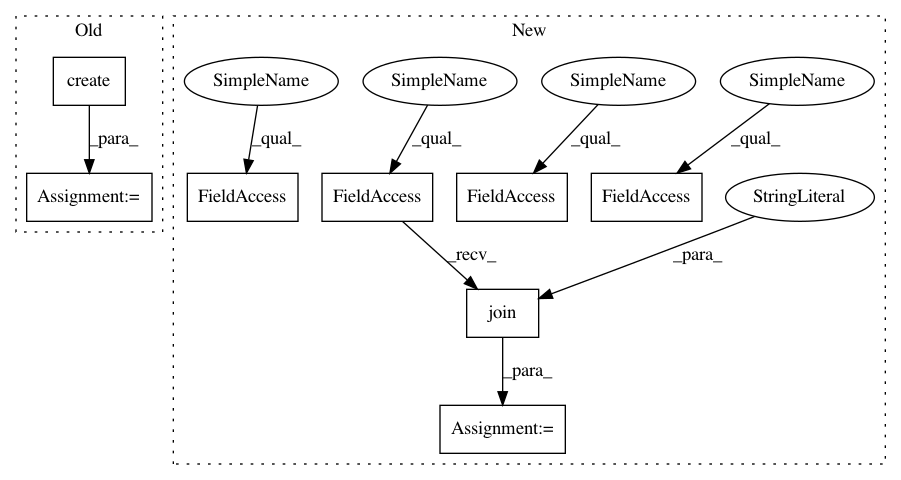 Old
New
create
SimpleName
SimpleName
SimpleName
SimpleName
_para_
_qual_
_qual_
_qual_
_qual_
Assignment:=
FieldAccess
FieldAccess
FieldAccess
FieldAccess
StringLiteral
_recv_
_para_
join
_para_
Assignment:=